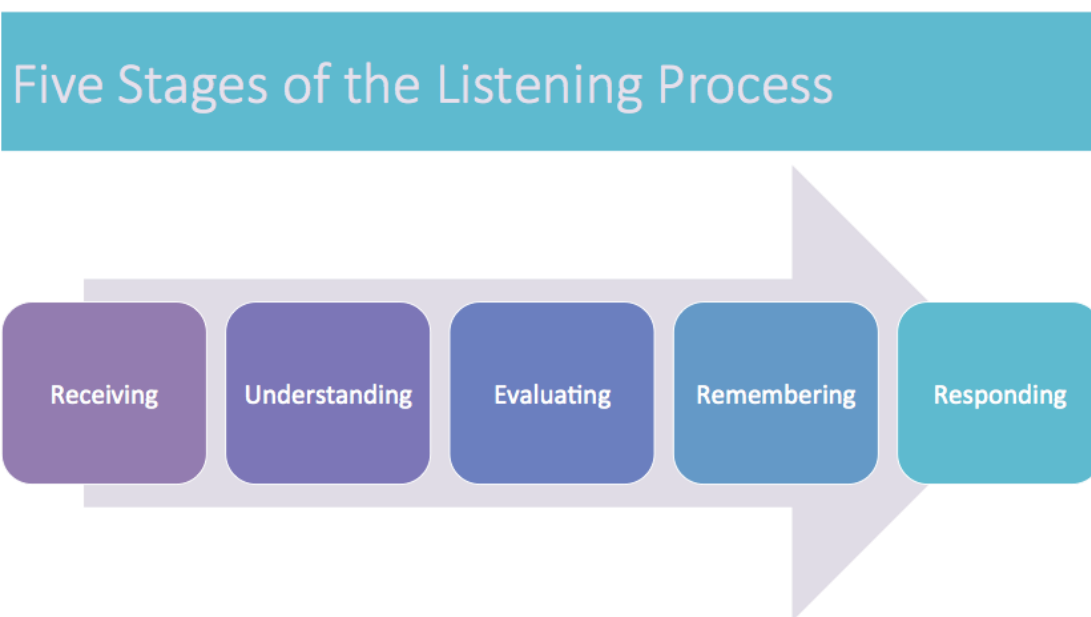 Five Stages of the Listening Process
Receiving
Understanding
Evaluating
Remembering
Responding